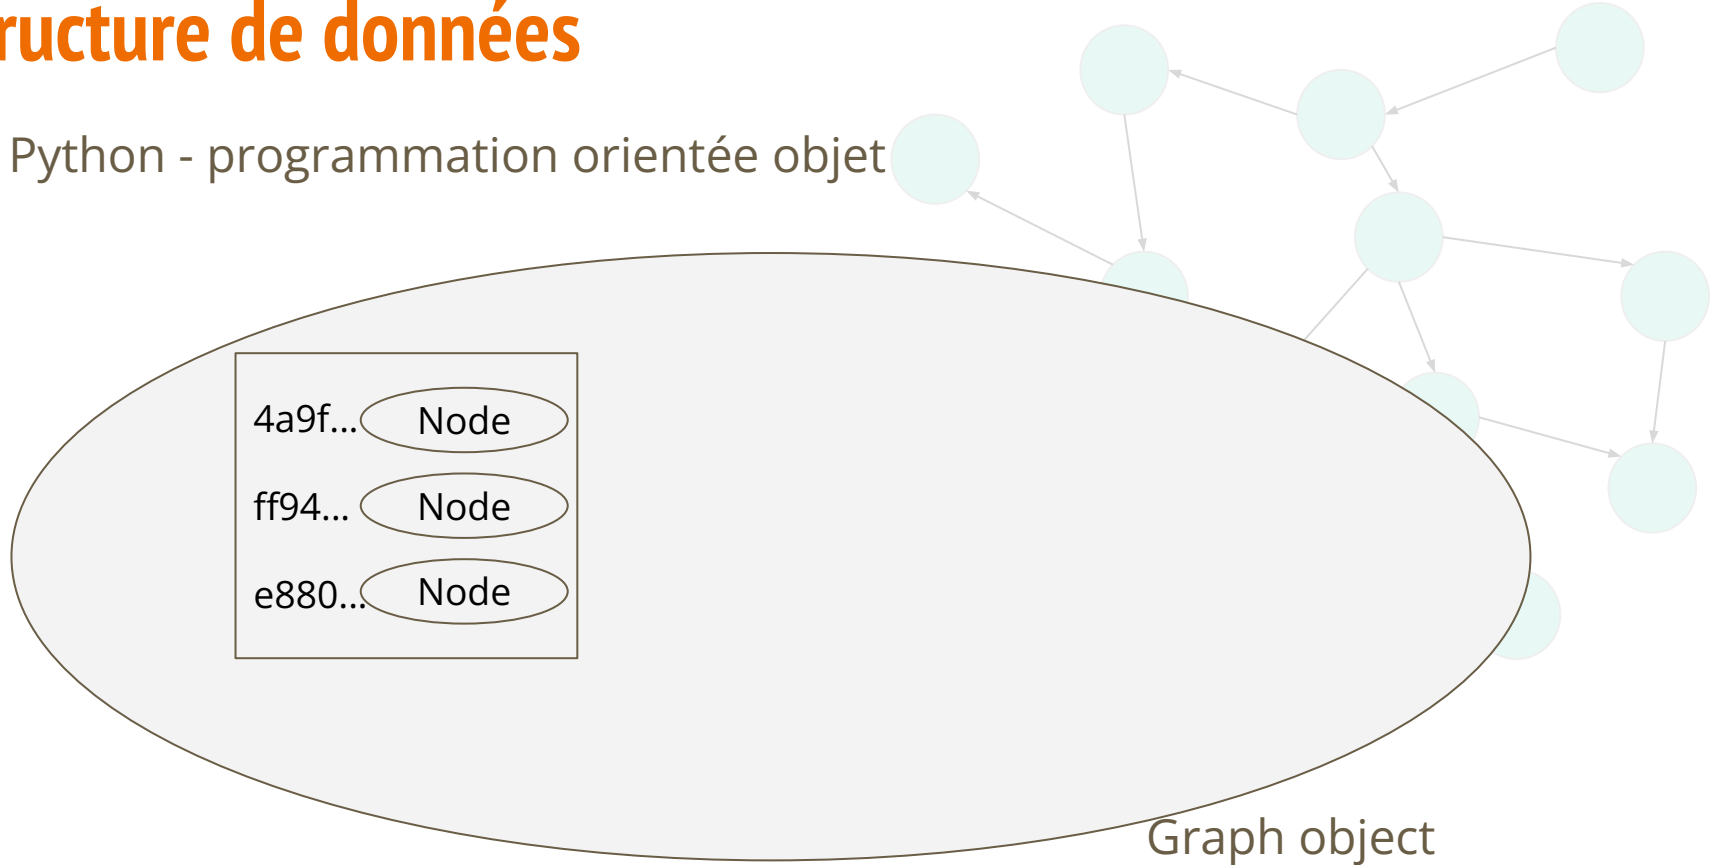 ructure de données
Python - programmation orientée objet
4a9f... Node
ff94... Node
e880... Node
Graph object